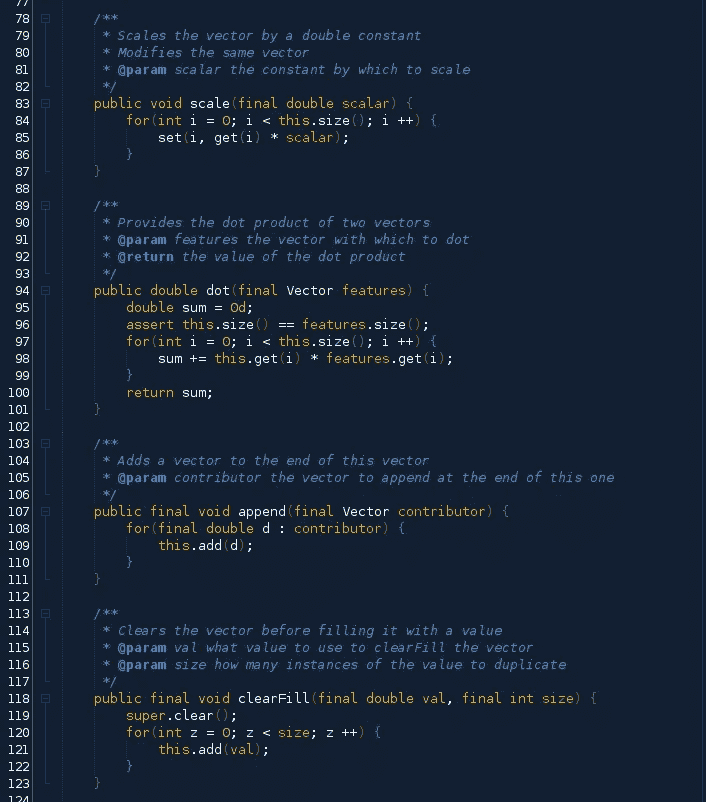 77
78 /**
79 * Scales the vector by a double constant
80 * Modifies the same vector
81 * @param scalar the constant by which to scale
82 */
83 public void scale(final double scalar) {
84 for(int i = 0; i < this.size(); i ++) {
85 set(i, get(i) * scalar);
86 }
87 }
88
89 /**
90 * Provides the dot product of two vectors
91 * @param features the vector with which to dot
92 * @return the value of the dot product
93 */
94 public double dot(final Vector features) {
95 double sum = 0d;
96 assert this.size() == features.size();
97 for(int i = 0; i < this.size(); i ++) {
98 sum += this.get(i) * features.get(i);
99 }
100 return sum;
101 }
102
103 /**
104 * Adds a vector to the end of this vector
105 * @param contributor the vector to append at the end of this one
106 */
107 public final void append(final Vector contributor) {
108 for(final double d : contributor) {
109 this.add(d);
110 }
111 }
112
113 /**
114 * Clears the vector before filling it with a value
115 * @param val what value to use to clearFill the vector
116 * @param size how many instances of the value to duplicate
117 */
118 public final void clearFill(final double val, final int size) {
119 super.clear();
120 for(int z = 0; z < size; z ++) {
121 this.add(val);
122 }
123 }
124